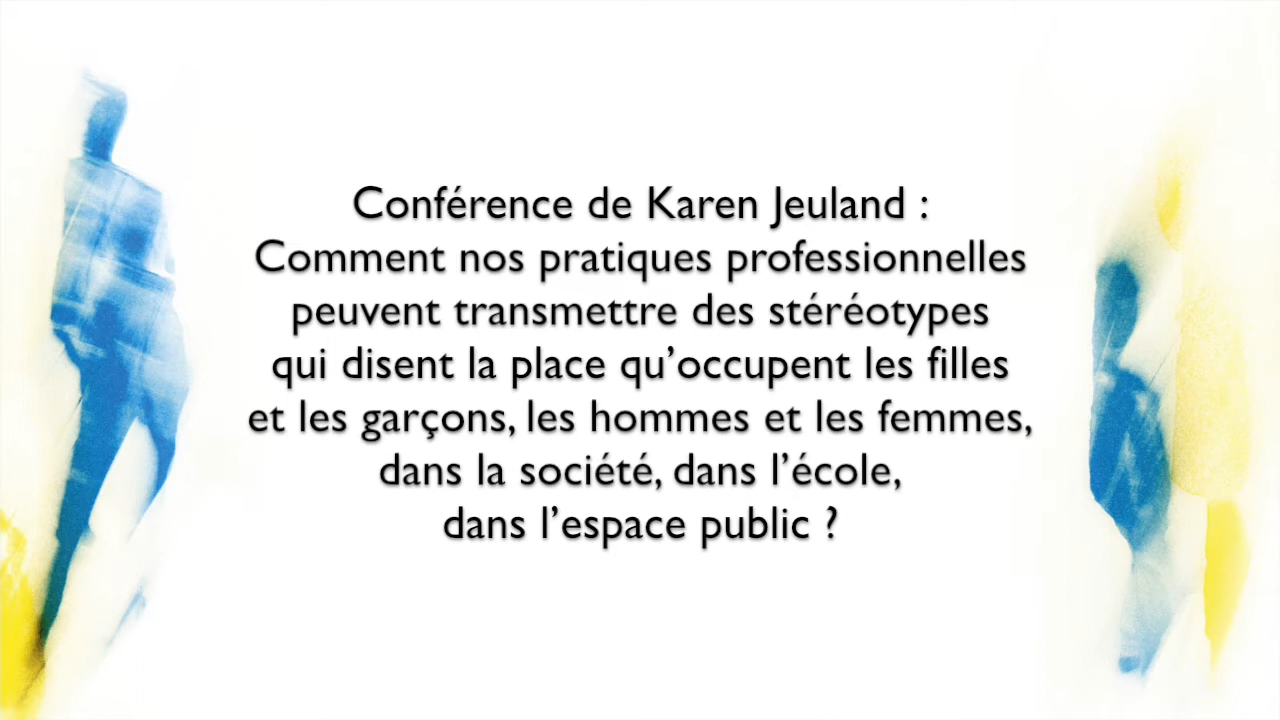 Conférence de Karen Jeuland :
Comment nos pratiques professionnelles
peuvent transmettre des stéréotypes
qui disent la place qu’occupent les filles
et les garçons, les hommes et les femmes,
dans la société, dans l’école,
dans l’espace public ?